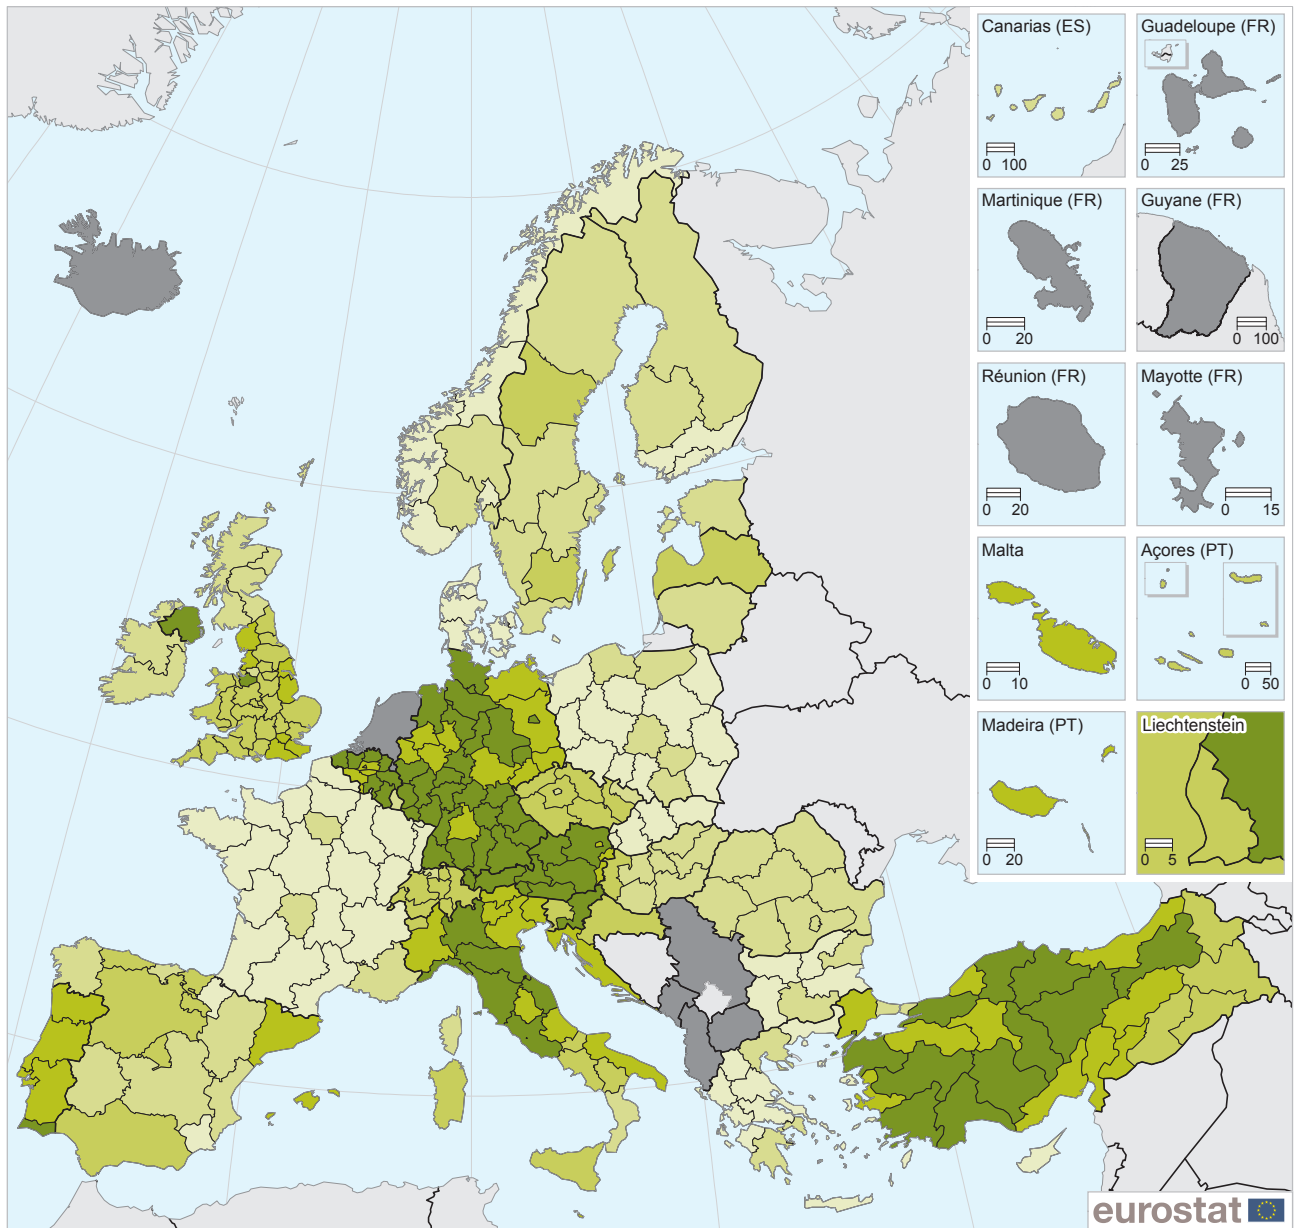 Canarias (ES)
0 100
Guadeloupe (FR)
0 25
Martinique (FR)
0 20
Guyane (FR)
0 100
Réunion (FR)
0 20
Mayotte (FR)
0 15
Malta
0 10
Açores (PT)
0 50
Madeira (PT)
0 20
Liechtenstein
0 5
eurostat